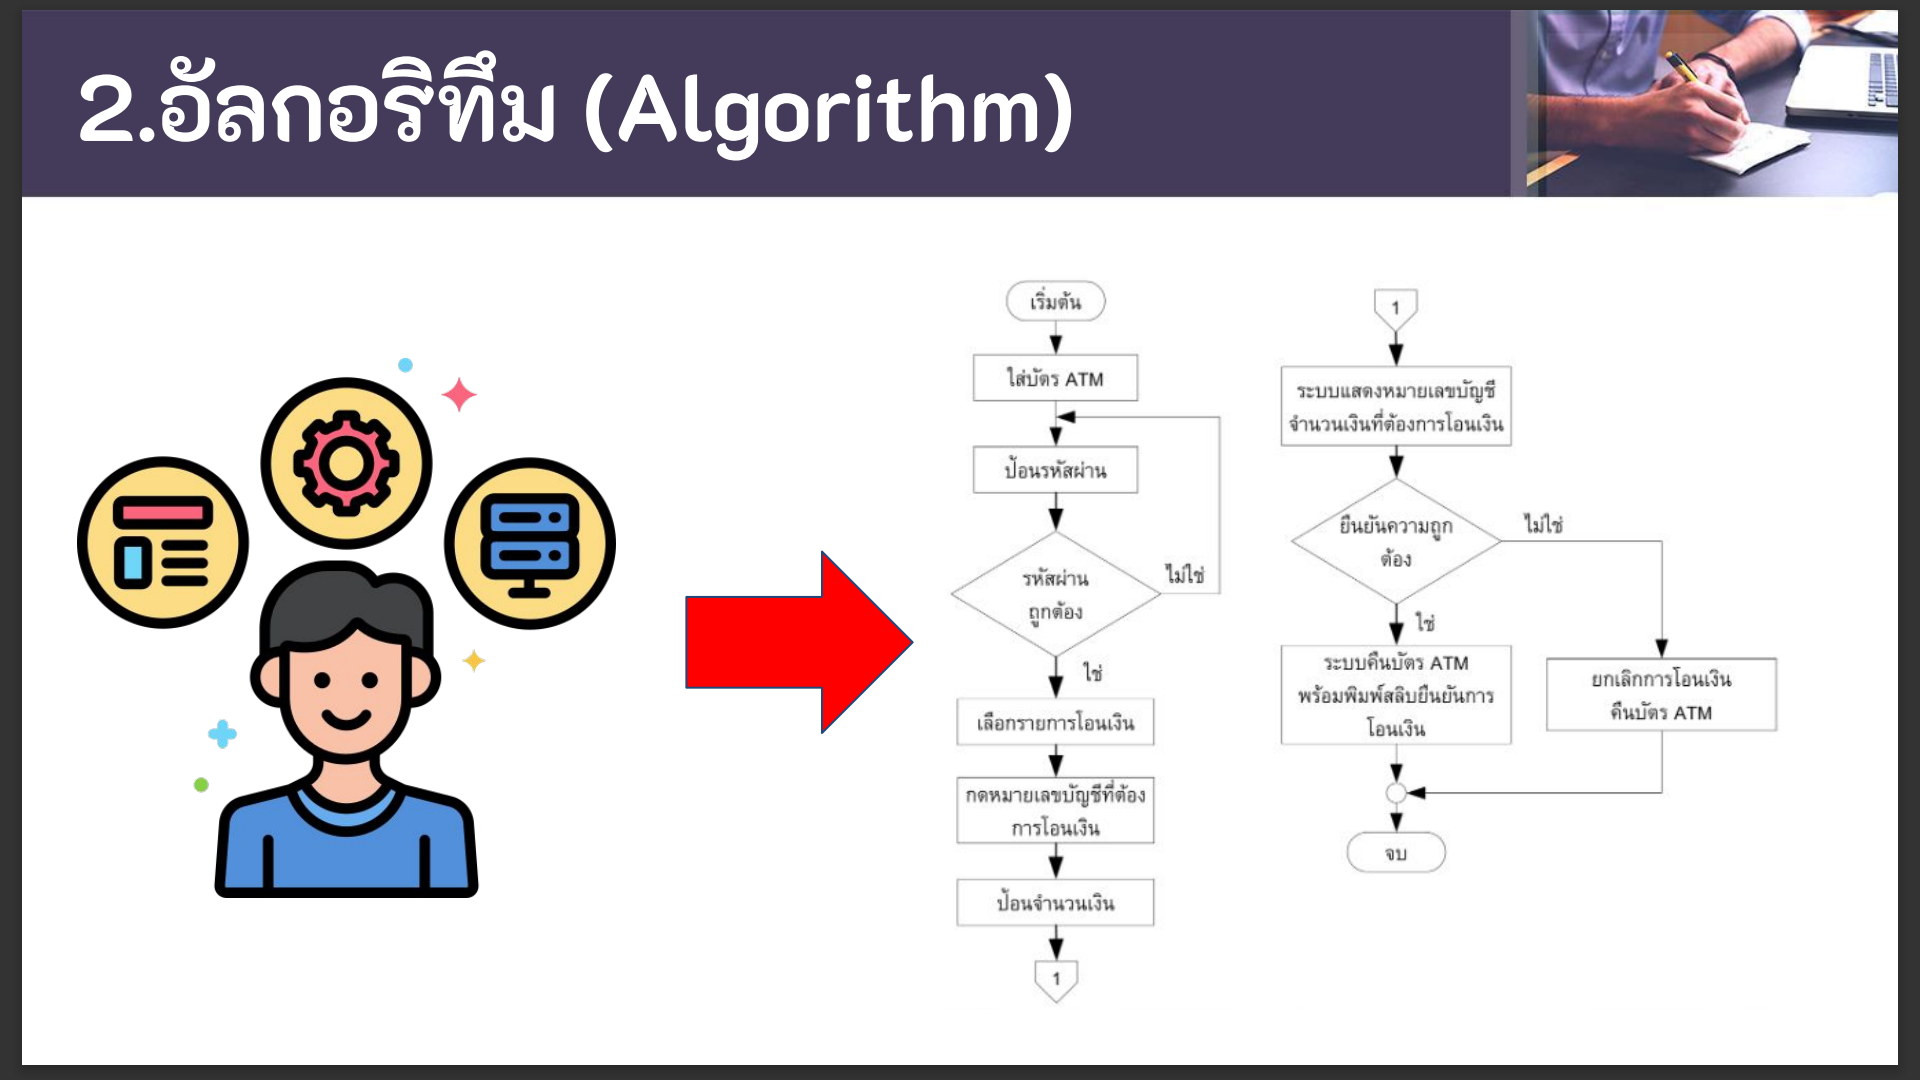 2.อัลกอริทึม (Algorithm)
เริ่มต้น
ใส่บัตร ATM
ป้อนรหัสผ่าน
รหัสผ่าน
ถูกต้อง
ไม่ใช่
ใช่
เลือกรายการโอนเงิน
กดหมายเลขบัญชีที่ต้อง
การโอนเงิน
ป้อนจำนวนเงิน
1
1
ระบบแสดงหมายเลขบัญชี
จำนวนเงินที่ต้องการโอนเงิน
ยืนยันความถูก
ต้อง
ไม่ใช่
ใช่
ระบบคืนบัตร ATM
พร้อมพิมพ์สลิบยืนยันการ
โอนเงิน
ยกเลิกการโอนเงิน
คืนบัตร ATM
จบ